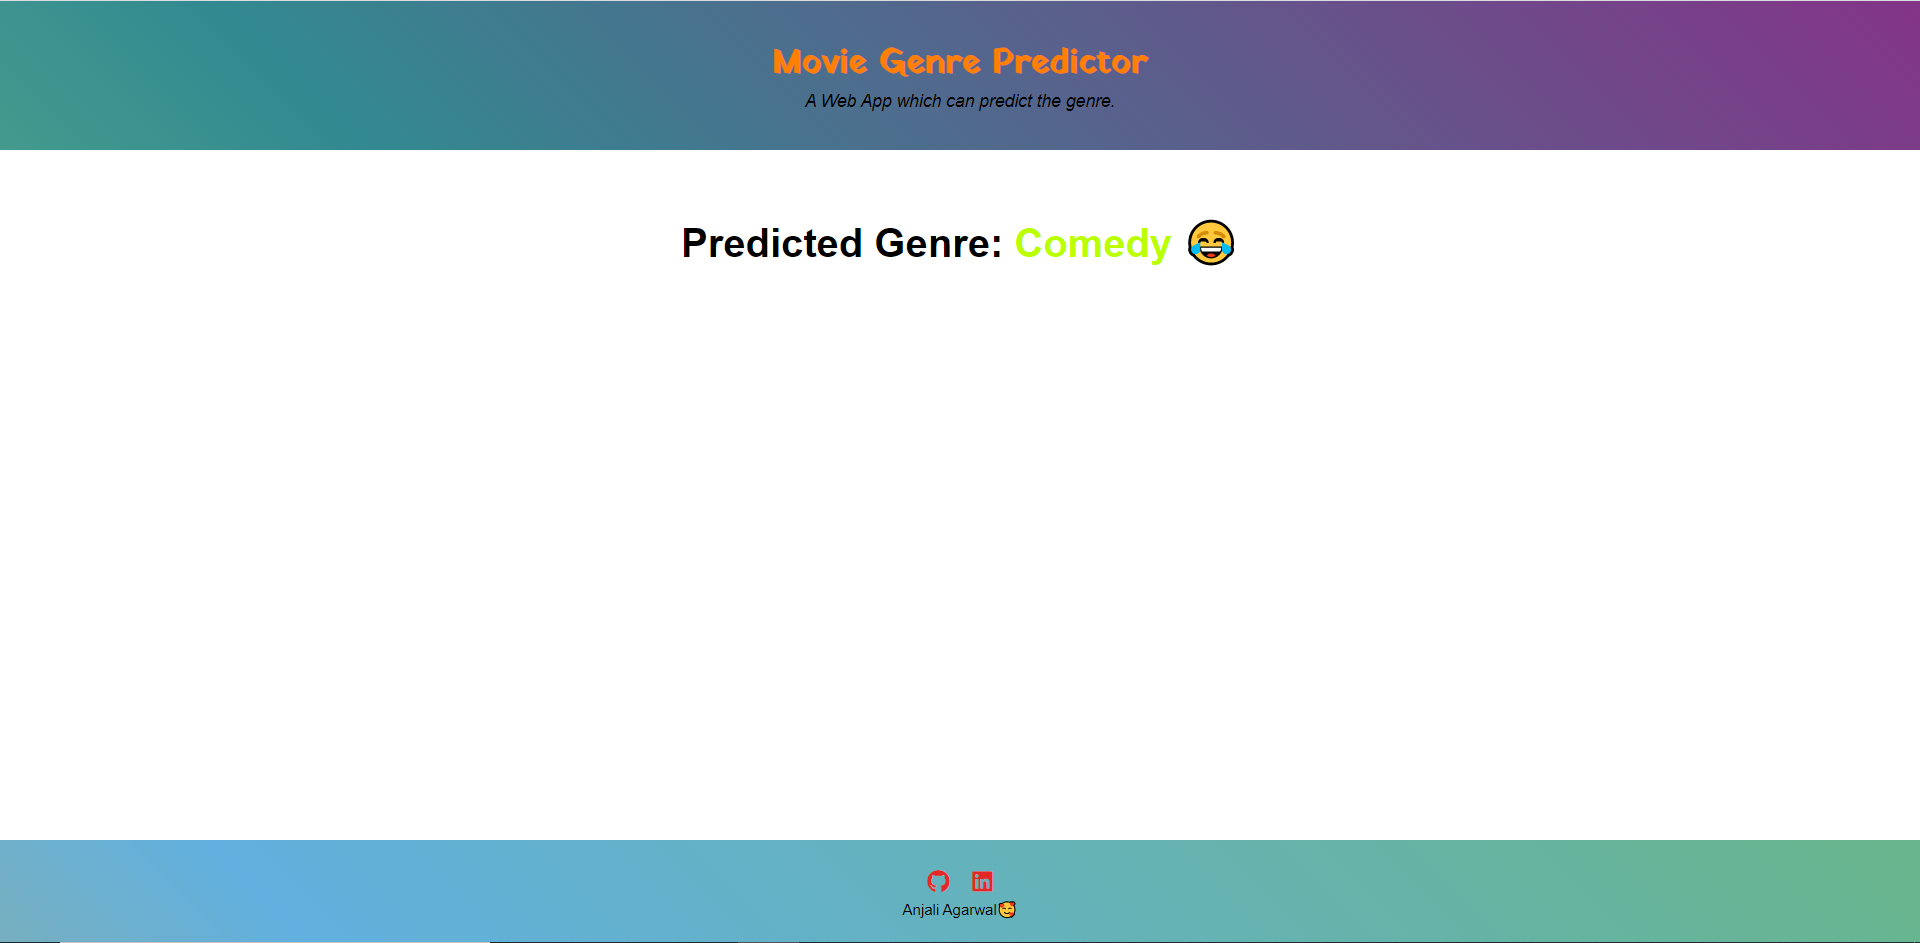 Movie Genre Predictor
A Web App which can predict the genre.
Predicted Genre: Comedy 😂
Anjali Agarwal🥰